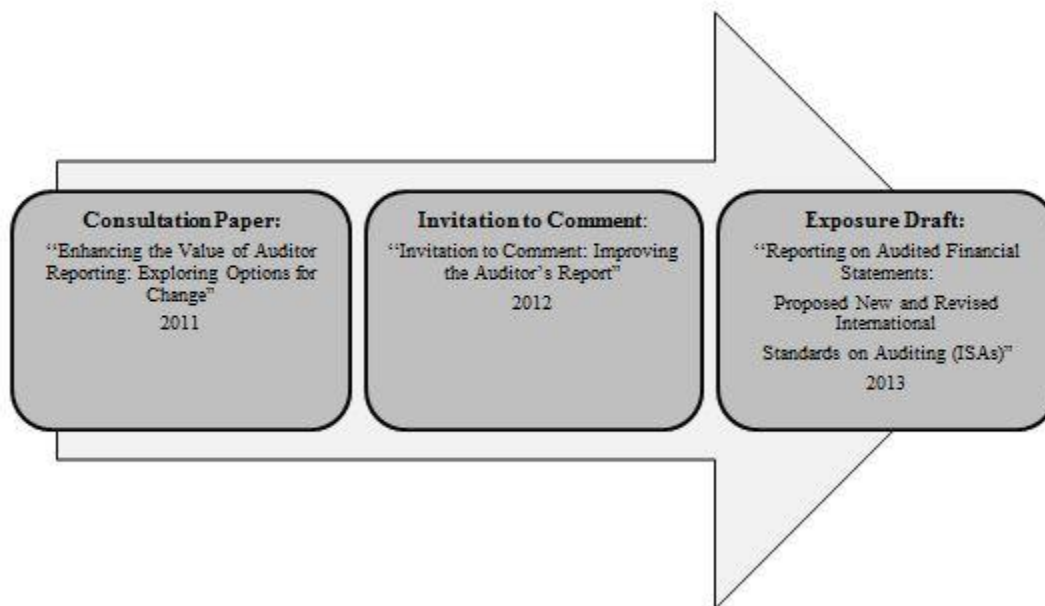 Consultation Paper:
‘‘Enhancing the Value of Auditor
Reporting: Exploring Options for
Change”
2011
Invitation to Comment:
‘‘Invitation to Comment: Improving
the Auditor’s Report”
2012
Exposure Draft:
‘‘Reporting on Audited Financial
Statements:
Proposed New and Revised
International
Standards on Auditing (ISAs)”
2013